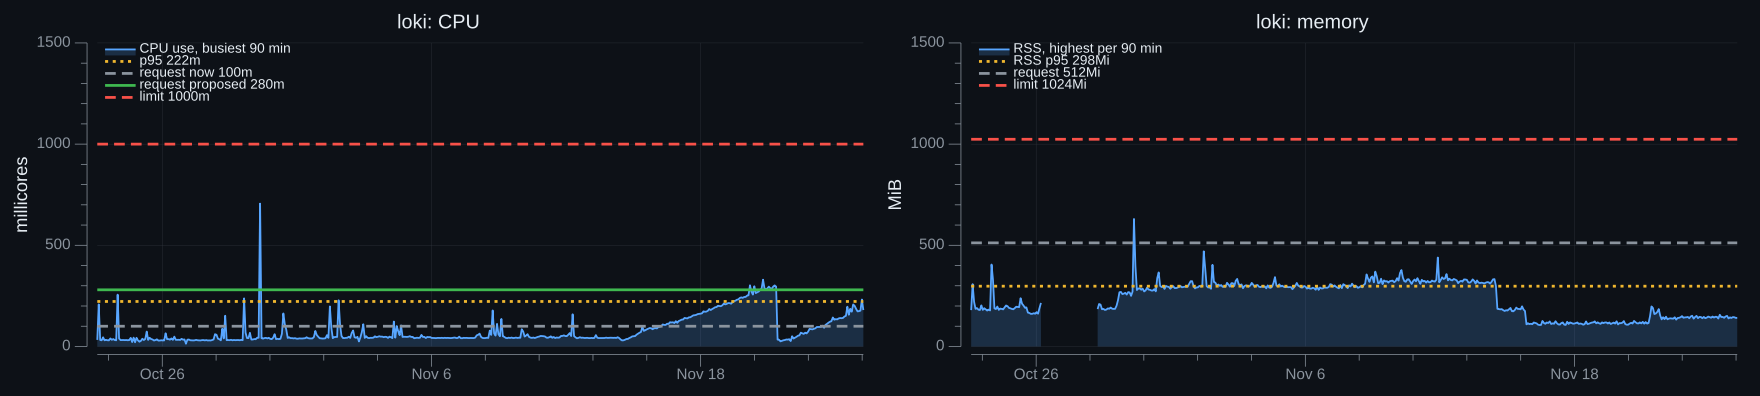 loki: CPU
1500
1000
500
0
millicores
CPU use, busiest 90 min
p95 222m
request now 100m
request proposed 280m
limit 1000m
Oct 26
Nov 6
Nov 18
loki: memory
1500
1000
500
0
MiB
RSS, highest per 90 min
RSS p95 298Mi
request 512Mi
limit 1024Mi
Oct 26
Nov 6
Nov 18